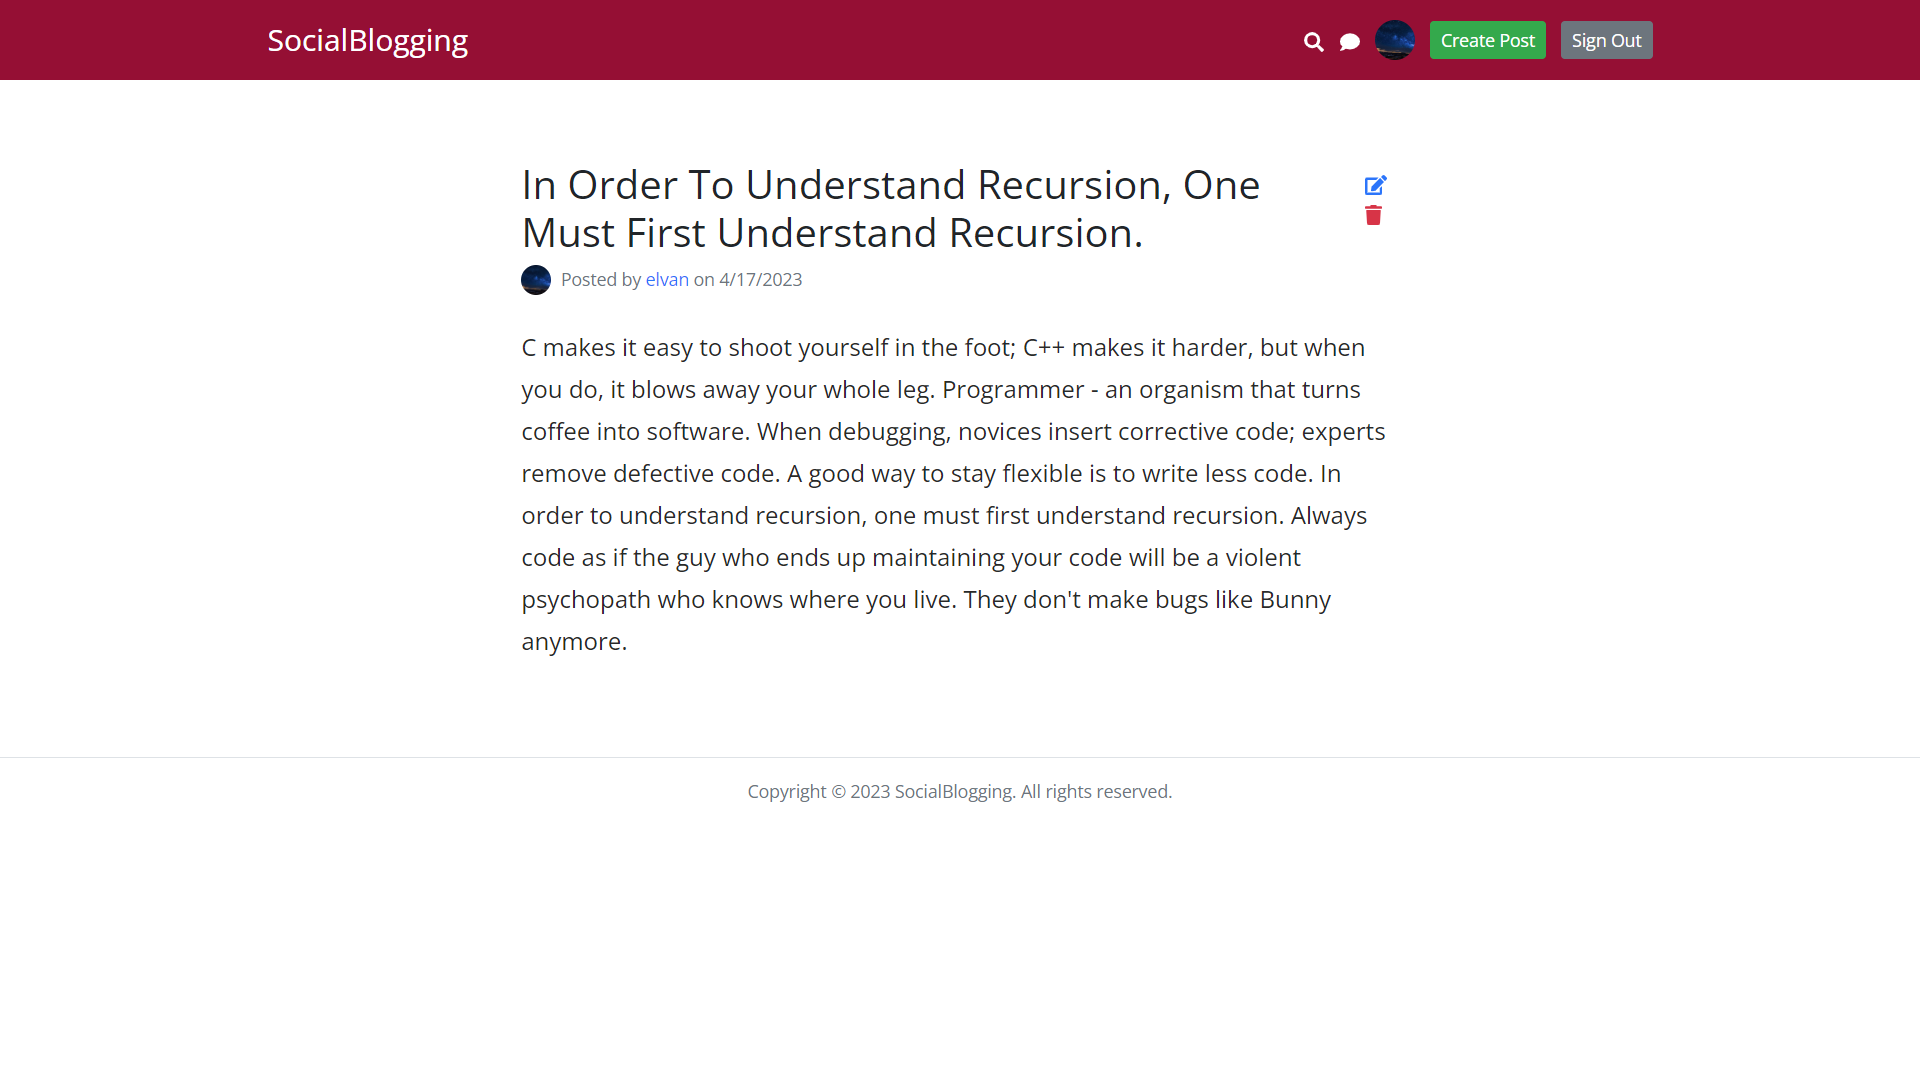 SocialBlogging
Create Post
Sign Out
In Order To Understand Recursion, One
Must First Understand Recursion.
Posted by elvan on 4/17/2023
C makes it easy to shoot yourself in the foot; C++ makes it harder, but when
you do, it blows away your whole leg. Programmer - an organism that turns
coffee into software. When debugging, novices insert corrective code; experts
remove defective code. A good way to stay flexible is to write less code. In
order to understand recursion, one must first understand recursion. Always
code as if the guy who ends up maintaining your code will be a violent
psychopath who knows where you live. They don't make bugs like Bunny
anymore.
Copyright © 2023 SocialBlogging. All rights reserved.